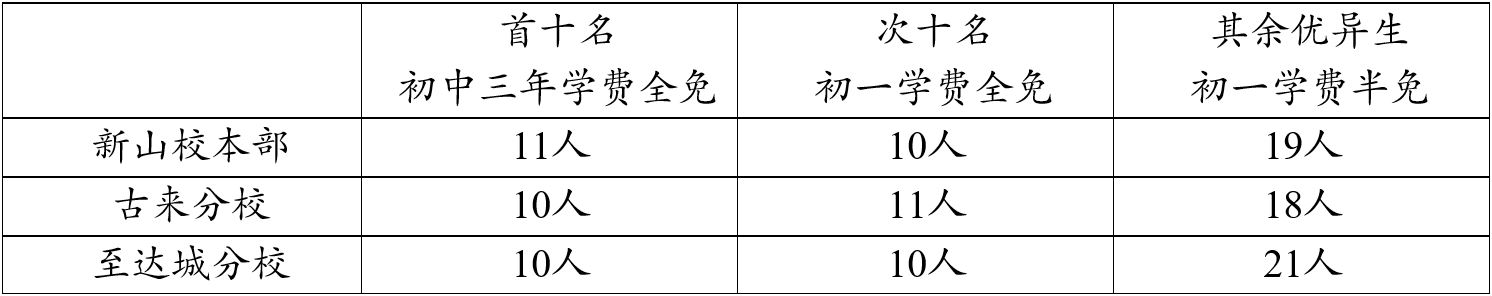 首十名 次十名 其余优异生
初中三年学费全免 初一学费全免 初一学费半免
新山校本部 11人 10人 19人
古来分校 10人 11人 18人
至达城分校 10人 10人 21人